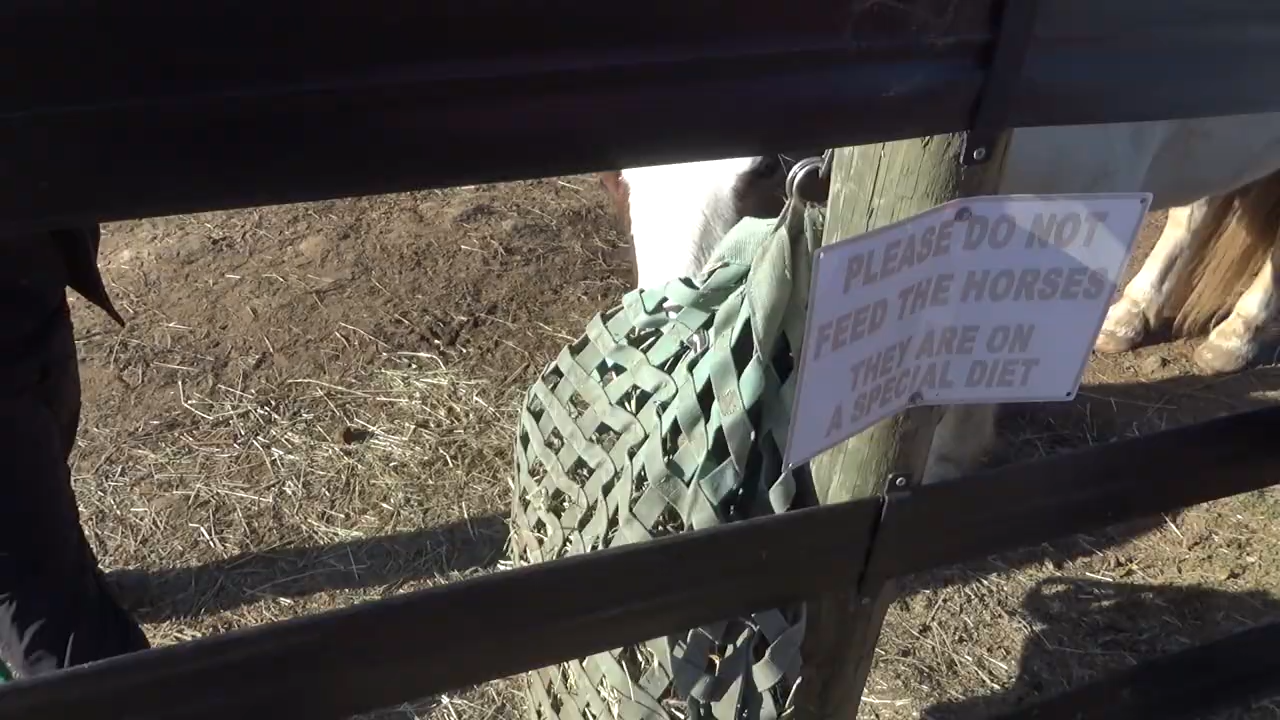 PLEASE DO NOT
FEED THE HORSES
THEY ARE ON
A SPECIAL DIET